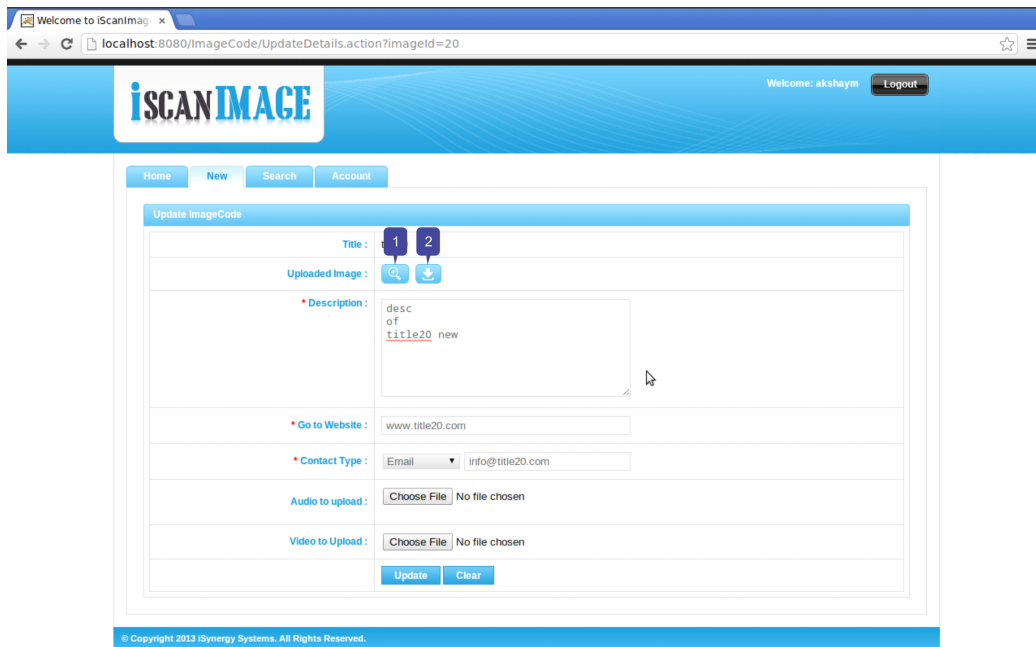 Welcome to iScanImag
localhost:8080/ImageCode/UpdateDetails.action?imageId=20
iSCANIMAGE
Welcome: akshaym
Logout
Home
New
Search
Account
Update ImageCode
Title :
1
2
Uploaded Image :
* Description :
desc
of
title20 new
* Go to Website :
www.title20.com
* Contact Type :
Email
info@title20.com
Audio to upload :
Choose File No file chosen
Video to Upload :
Choose File No file chosen
Update
Clear
© Copyright 2013 iSynergy Systems. All Rights Reserved.